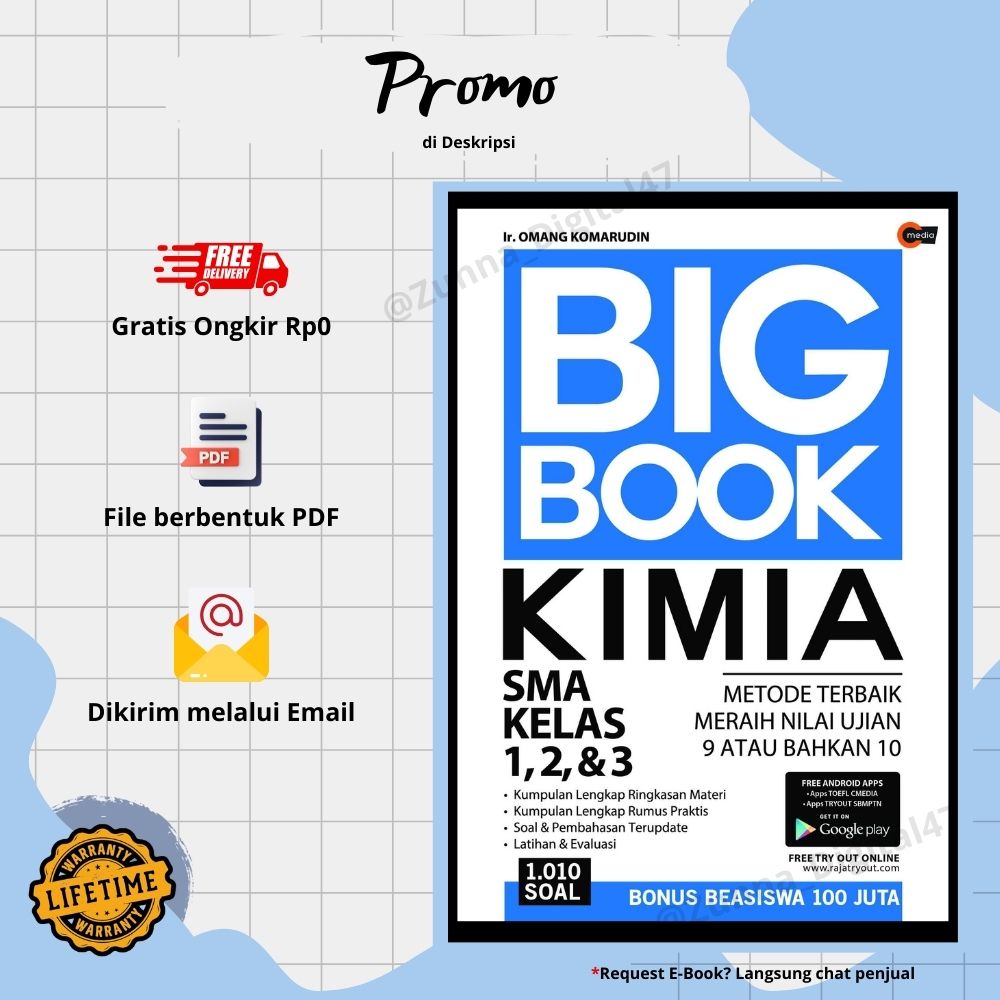 Promo
di Deskripsi
FREE
DELIVERY
Gratis Ongkir Rp0
PDF
File berbentuk PDF
@
Dikirim melalui Email
WARRANTY
LIFETIME
WARRANTY
@Zunna_Digital47
Ir. OMANG KOMARUDIN
Cmedia
BIG
BOOK
KIMIA
SMA
KELAS
1, 2, & 3
METODE TERBAIK
MERAIH NILAI UJIAN
9 ATAU BAHKAN 10
• Kumpulan Lengkap Ringkasan Materi
• Kumpulan Lengkap Rumus Praktis
• Soal & Pembahasan Terupdate
• Latihan & Evaluasi
FREE ANDROID APPS
• Apps TOEFL CMEDIA
• Apps TRYOUT SBMPTN
GET IT ON
Google play
FREE TRY OUT ONLINE
www.rajatryout.com
1.010
SOAL
BONUS BEASISWA 100 JUTA
@Zunna_Digital47
*Request E-Book? Langsung chat penjual